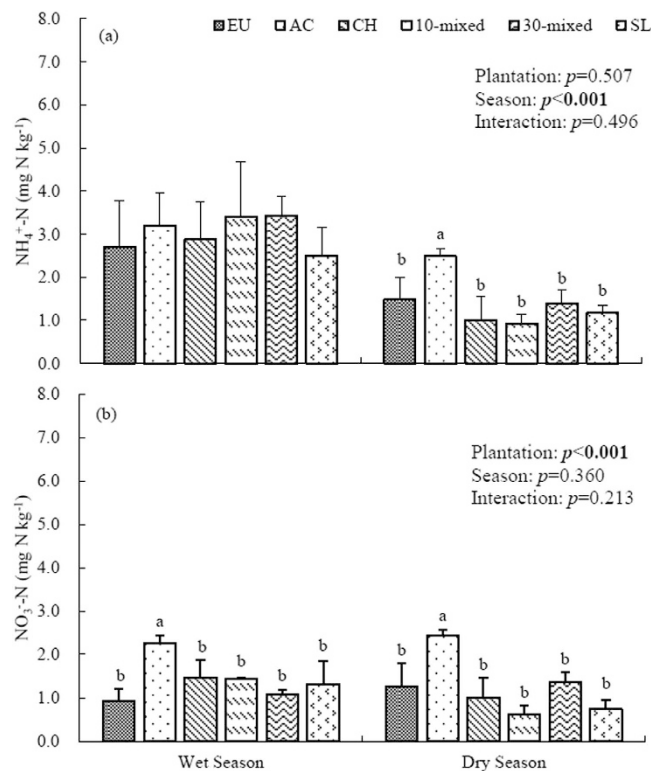 (a)
EU AC CH 10-mixed 30-mixed SL
8.0
7.0
6.0
5.0
4.0
3.0
2.0
1.0
0.0
NH₄⁺-N (mg N kg⁻¹)
Plantation: p=0.507
Season: p<0.001
Interaction: p=0.496
b a b b b b
(b)
8.0
7.0
6.0
5.0
4.0
3.0
2.0
1.0
0.0
NO₃⁻-N (mg N kg⁻¹)
Plantation: p<0.001
Season: p=0.360
Interaction: p=0.213
b a b b b b
b a b b b b
Wet Season Dry Season